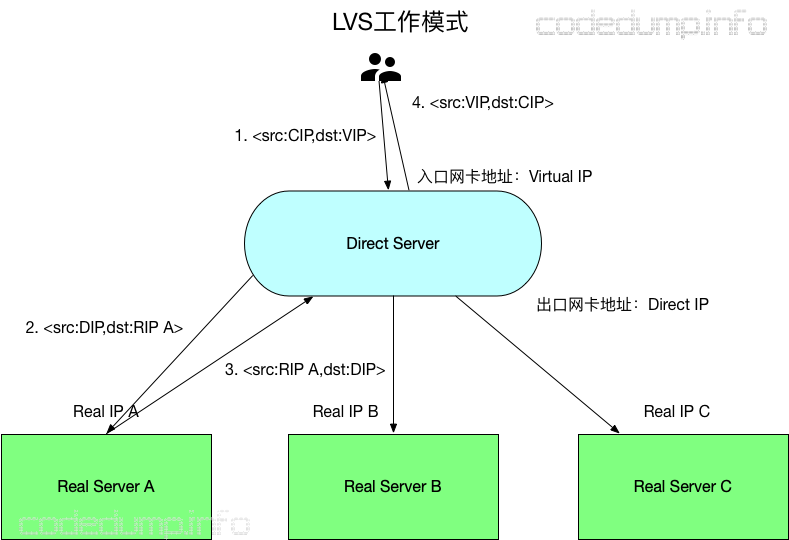 LVS工作模式
codedump.info
4. <src:VIP,dst:CIP>
1. <src:CIP,dst:VIP>
入口网卡地址：Virtual IP
Direct Server
出口网卡地址：Direct IP
2. <src:DIP,dst:RIP A>
3. <src:RIP A,dst:DIP>
Real IP A
Real IP B
Real IP C
Real Server A
Real Server B
Real Server C
codedump.info